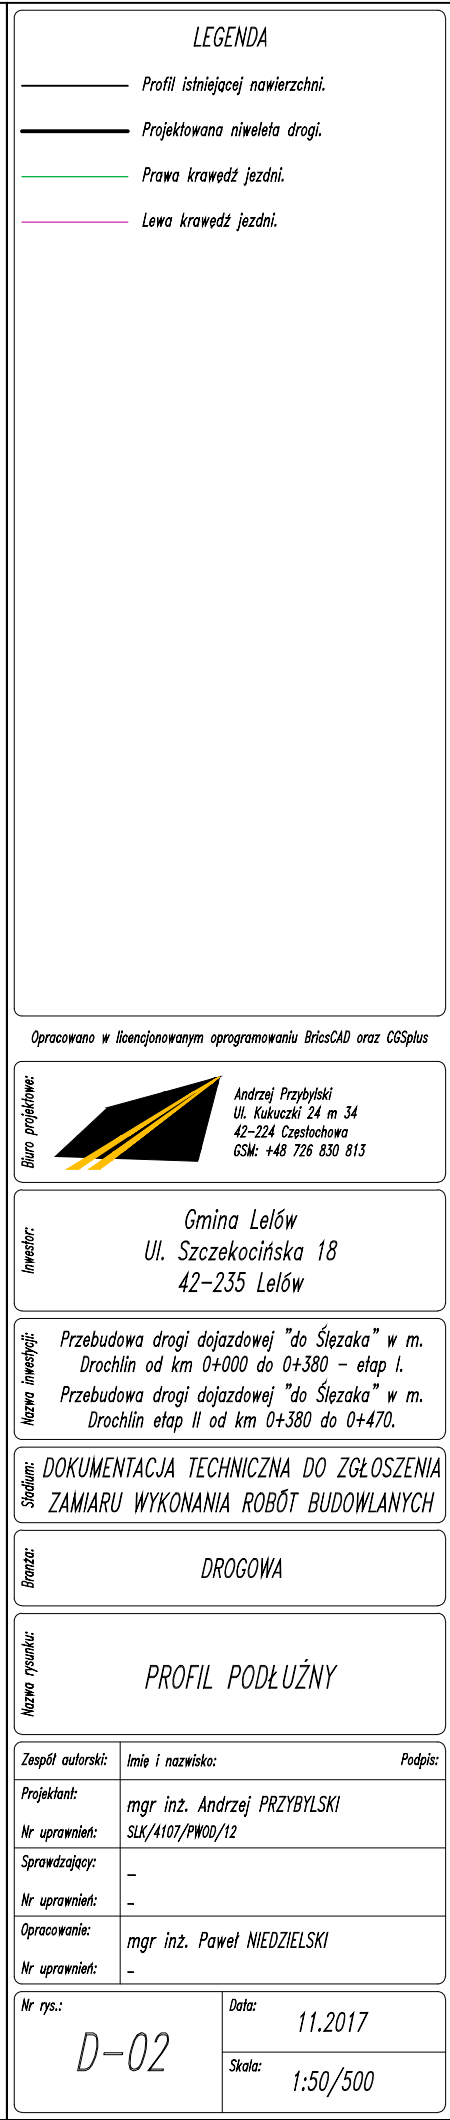 LEGENDA
Profil istniejącej nawierzchni.
Projektowana niweleta drogi.
Prawa krawędź jezdni.
Lewa krawędź jezdni.
Opracowano w licencjonowanym oprogramowaniu BricsCAD oraz CGSplus
Biuro projektowe:
Andrzej Przybylski
Ul. Kukuczki 24 m 34
42-224 Częstochowa
GSM: +48 726 830 813
Inwestor:
Gmina Lelów
Ul. Szczekocińska 18
42-235 Lelów
Nazwa inwestycji:
Przebudowa drogi dojazdowej "do Ślęzaka" w m.
Drochlin od km 0+000 do 0+380 - etap I.
Przebudowa drogi dojazdowej "do Ślęzaka" w m.
Drochlin etap II od km 0+380 do 0+470.
Stadium:
DOKUMENTACJA TECHNICZNA DO ZGŁOSZENIA
ZAMIARU WYKONANIA ROBÓT BUDOWLANYCH
Branża:
DROGOWA
Nazwa rysunku:
PROFIL PODŁUŻNY
Zespół autorski: Imię i nazwisko: Podpis:
Projektant: mgr inż. Andrzej PRZYBYLSKI
Nr uprawnień: SLK/4107/PWOD/12
Sprawdzający: -
Nr uprawnień: -
Opracowanie: mgr inż. Paweł NIEDZIELSKI
Nr uprawnień: -
Nr rys.:
D-02
Data:
11.2017
Skala:
1:50/500